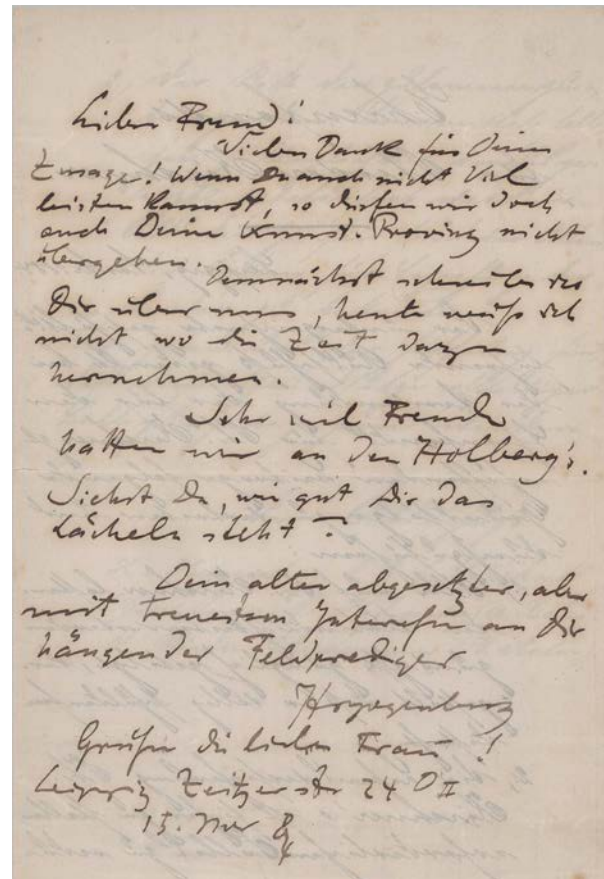 Lieber Freund!
Vielen Dank für Deine
Zusage! Wenn Du auch nicht viel
leisten kannst, so dürfen wir doch
auch Deine Kunst-Provinz nicht
übergehen.
Demnächst schreibe ich
Dir über uns, heute weiß ich
nicht wo die Zeit dazu
hernehmen.
Sehr viel Freude
hatten wir an den Holberg's.
Siehst Du, wie gut Dir das
Lächeln steht?
Dein alter abgesetzter, aber
mit treuestem Interesse an Dir
hängender Feldprediger
Herzogenberg
Grüße die liebe Frau!
Leipzig Zeitzerstr 24 D II
15. Nov 84